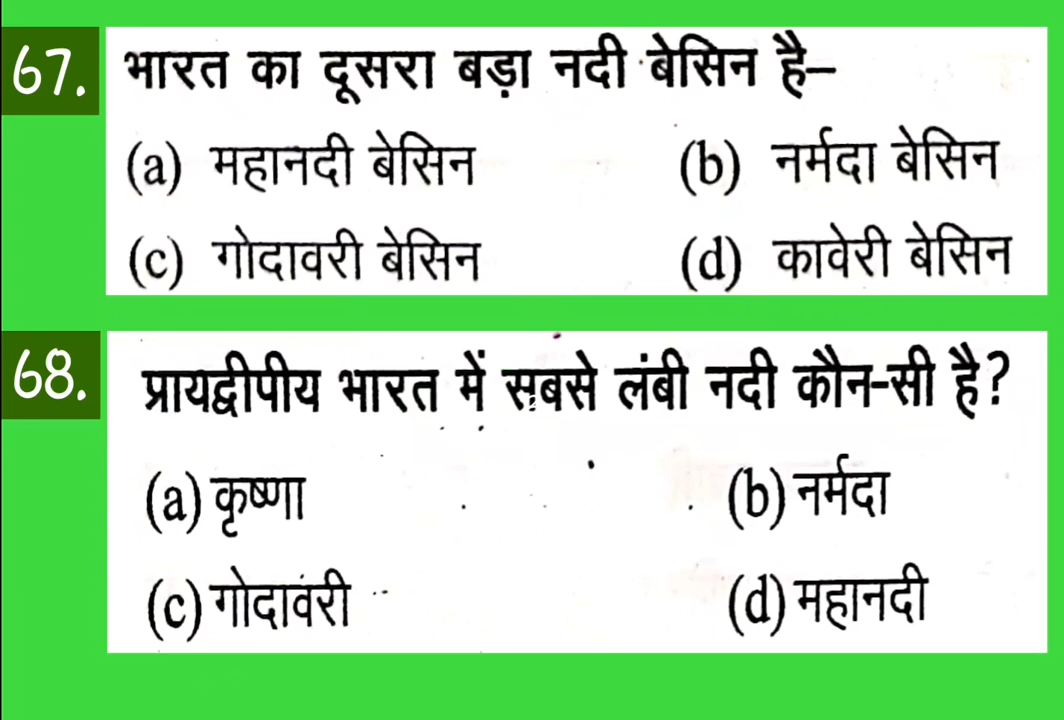 67. भारत का दूसरा बड़ा नदी बेसिन है–
(a) महानदी बेसिन (b) नर्मदा बेसिन
(c) गोदावरी बेसिन (d) कावेरी बेसिन
68. प्रायद्वीपीय भारत में सबसे लंबी नदी कौन-सी है?
(a) कृष्णा (b) नर्मदा
(c) गोदावरी (d) महानदी